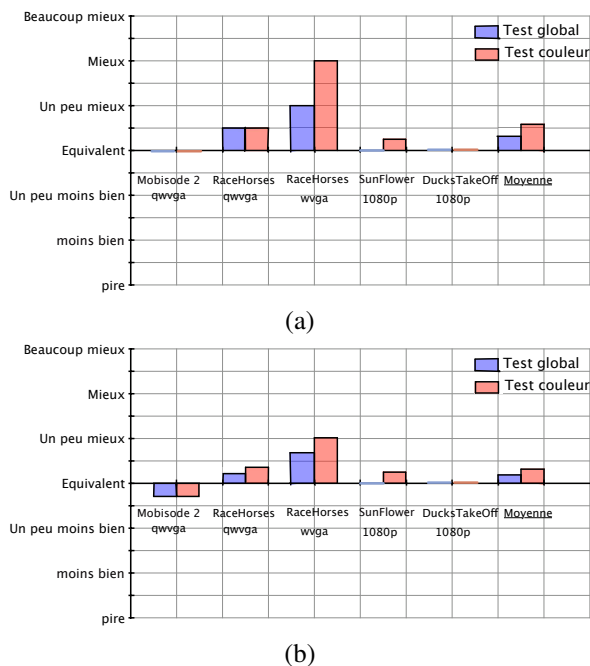 Beaucoup mieux
Test global
Test couleur
Mieux
Un peu mieux
Equivalent
Mobisode 2 RaceHorses RaceHorses SunFlower DucksTakeOff Moyenne
qwvga qwvga wvga 1080p 1080p
Un peu moins bien
moins bien
pire
(a)
Beaucoup mieux
Test global
Test couleur
Mieux
Un peu mieux
Equivalent
Mobisode 2 RaceHorses RaceHorses SunFlower DucksTakeOff Moyenne
qwvga qwvga wvga 1080p 1080p
Un peu moins bien
moins bien
pire
(b)